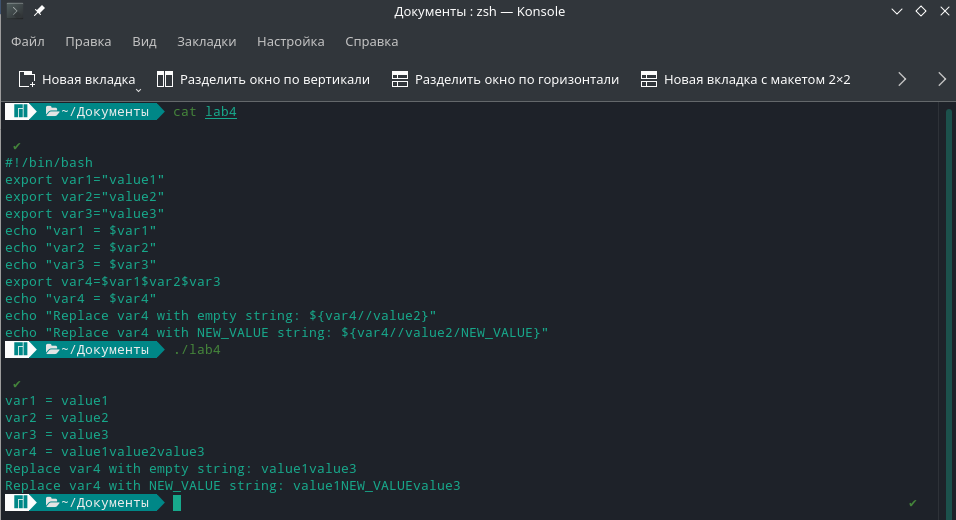 Документы : zsh — Konsole
Файл Правка Вид Закладки Настройка Справка
Новая вкладка Разделить окно по вертикали Разделить окно по горизонтали Новая вкладка с макетом 2×2
~/Документы cat lab4
✔
#!/bin/bash
export var1="value1"
export var2="value2"
export var3="value3"
echo "var1 = $var1"
echo "var2 = $var2"
echo "var3 = $var3"
export var4=$var1$var2$var3
echo "var4 = $var4"
echo "Replace var4 with empty string: ${var4//value2}"
echo "Replace var4 with NEW_VALUE string: ${var4//value2/NEW_VALUE}"
~/Документы ./lab4
✔
var1 = value1
var2 = value2
var3 = value3
var4 = value1value2value3
Replace var4 with empty string: value1value3
Replace var4 with NEW_VALUE string: value1NEW_VALUEvalue3
~/Документы ✔